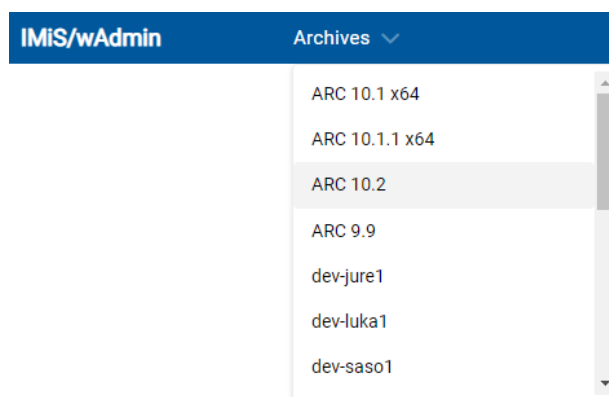 IMiS/wAdmin
Archives
ARC 10.1 x64
ARC 10.1.1 x64
ARC 10.2
ARC 9.9
dev-jure1
dev-luka1
dev-saso1